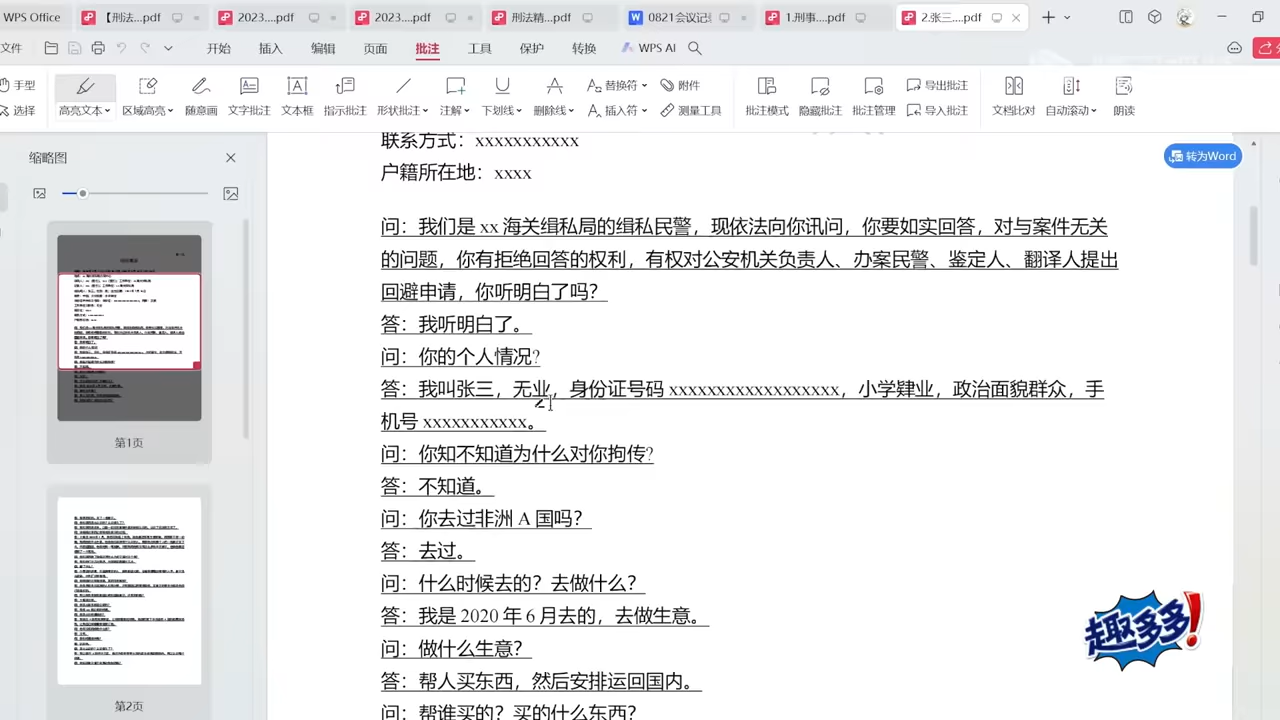 WPS Office
【刑法....pdf
2023....pdf
2023....pdf
刑法精....pdf
0821会议记
1.刑事....pdf
2.张三....pdf
文件
开始
插入
编辑
页面
批注
工具
保护
转换
WPS AI
手型
选择
高亮文本
区域高亮
随意画
文字批注
文本框
指示批注
形状批注
注解
下划线
删除线
替换符
插入符
附件
测量工具
批注模式
隐藏批注
批注管理
导出批注
导入批注
文档比对
自动滚动
朗读
缩略图
第1页
第2页
转为Word
联系方式：xxxxxxxxxxx
户籍所在地：xxxx
问：我们是 xx 海关缉私局的缉私民警，现依法向你讯问，你要如实回答，对与案件无关
的问题，你有拒绝回答的权利，有权对公安机关负责人、办案民警、鉴定人、翻译人提出
回避申请，你听明白了吗？
答：我听明白了。
问：你的个人情况?
答：我叫张三，无业，身份证号码 xxxxxxxxxxxxxxxxxx，小学肄业，政治面貌群众，手
机号 xxxxxxxxxxx。
问：你知不知道为什么对你拘传?
答：不知道。
问：你去过非洲 z 国吗？
答：去过。
问：什么时候去的？去做什么？
答：我是 2020 年 1 月去的，去做生意。
问：做什么生意？
答：帮人买东西，然后安排运回国内。
问：帮谁买的？买的什么东西？
趣多多!